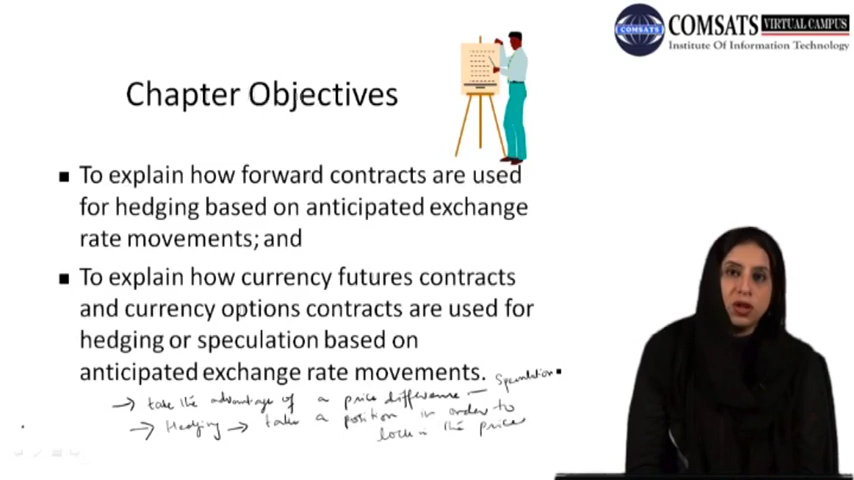 COMSATS
COMSATS VIRTUAL CAMPUS
Institute Of Information Technology
Chapter Objectives
■ To explain how forward contracts are used
for hedging based on anticipated exchange
rate movements; and
■ To explain how currency futures contracts
and currency options contracts are used for
hedging or speculation based on
anticipated exchange rate movements. Speculation
→ take the advantage of a price difference —
→ Hedging → take a position in order to
lock in the price